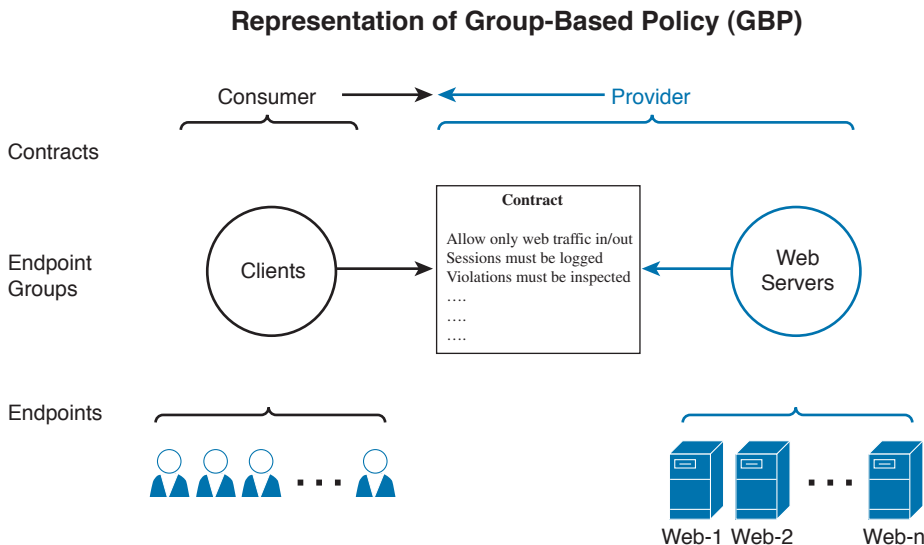 Representation of Group-Based Policy (GBP)
Consumer
Provider
Contracts
Contract
Allow only web traffic in/out
Sessions must be logged
Violations must be inspected
....
....
....
Endpoint
Groups
Clients
Web
Servers
Endpoints
Web-1
Web-2
Web-n